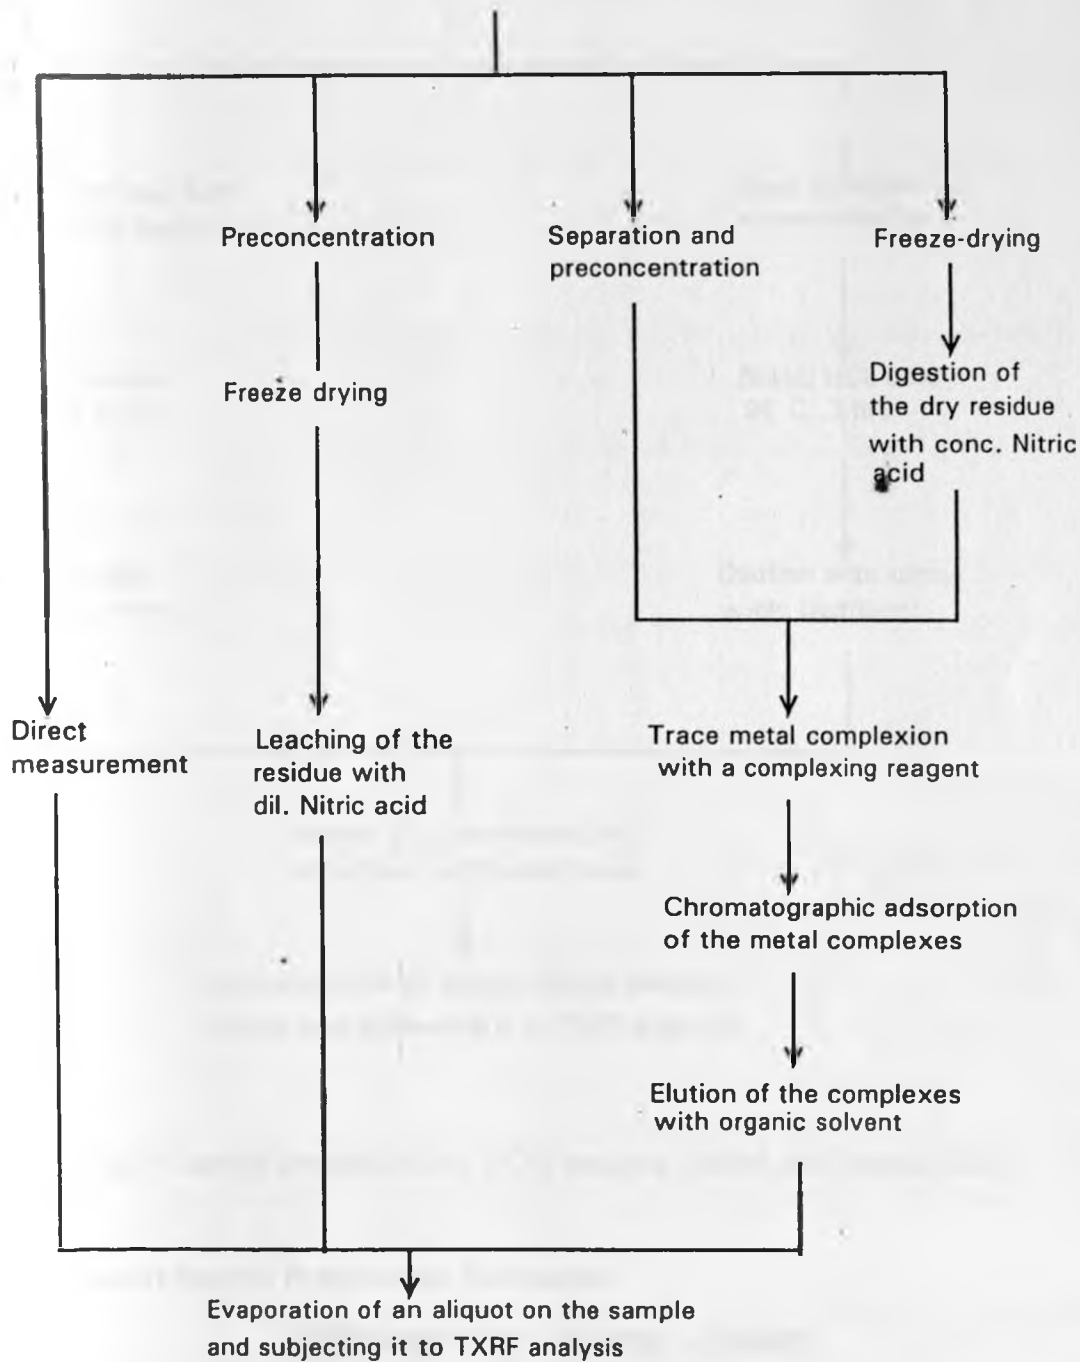 Preconcentration
Separation and
preconcentration
Freeze-drying
Freeze drying
Digestion of
the dry residue
with conc. Nitric
acid
Direct
measurement
Leaching of the
residue with
dil. Nitric acid
Trace metal complexion
with a complexing reagent
Chromatographic adsorption
of the metal complexes
Elution of the complexes
with organic solvent
Evaporation of an aliquot on the sample
and subjecting it to TXRF analysis